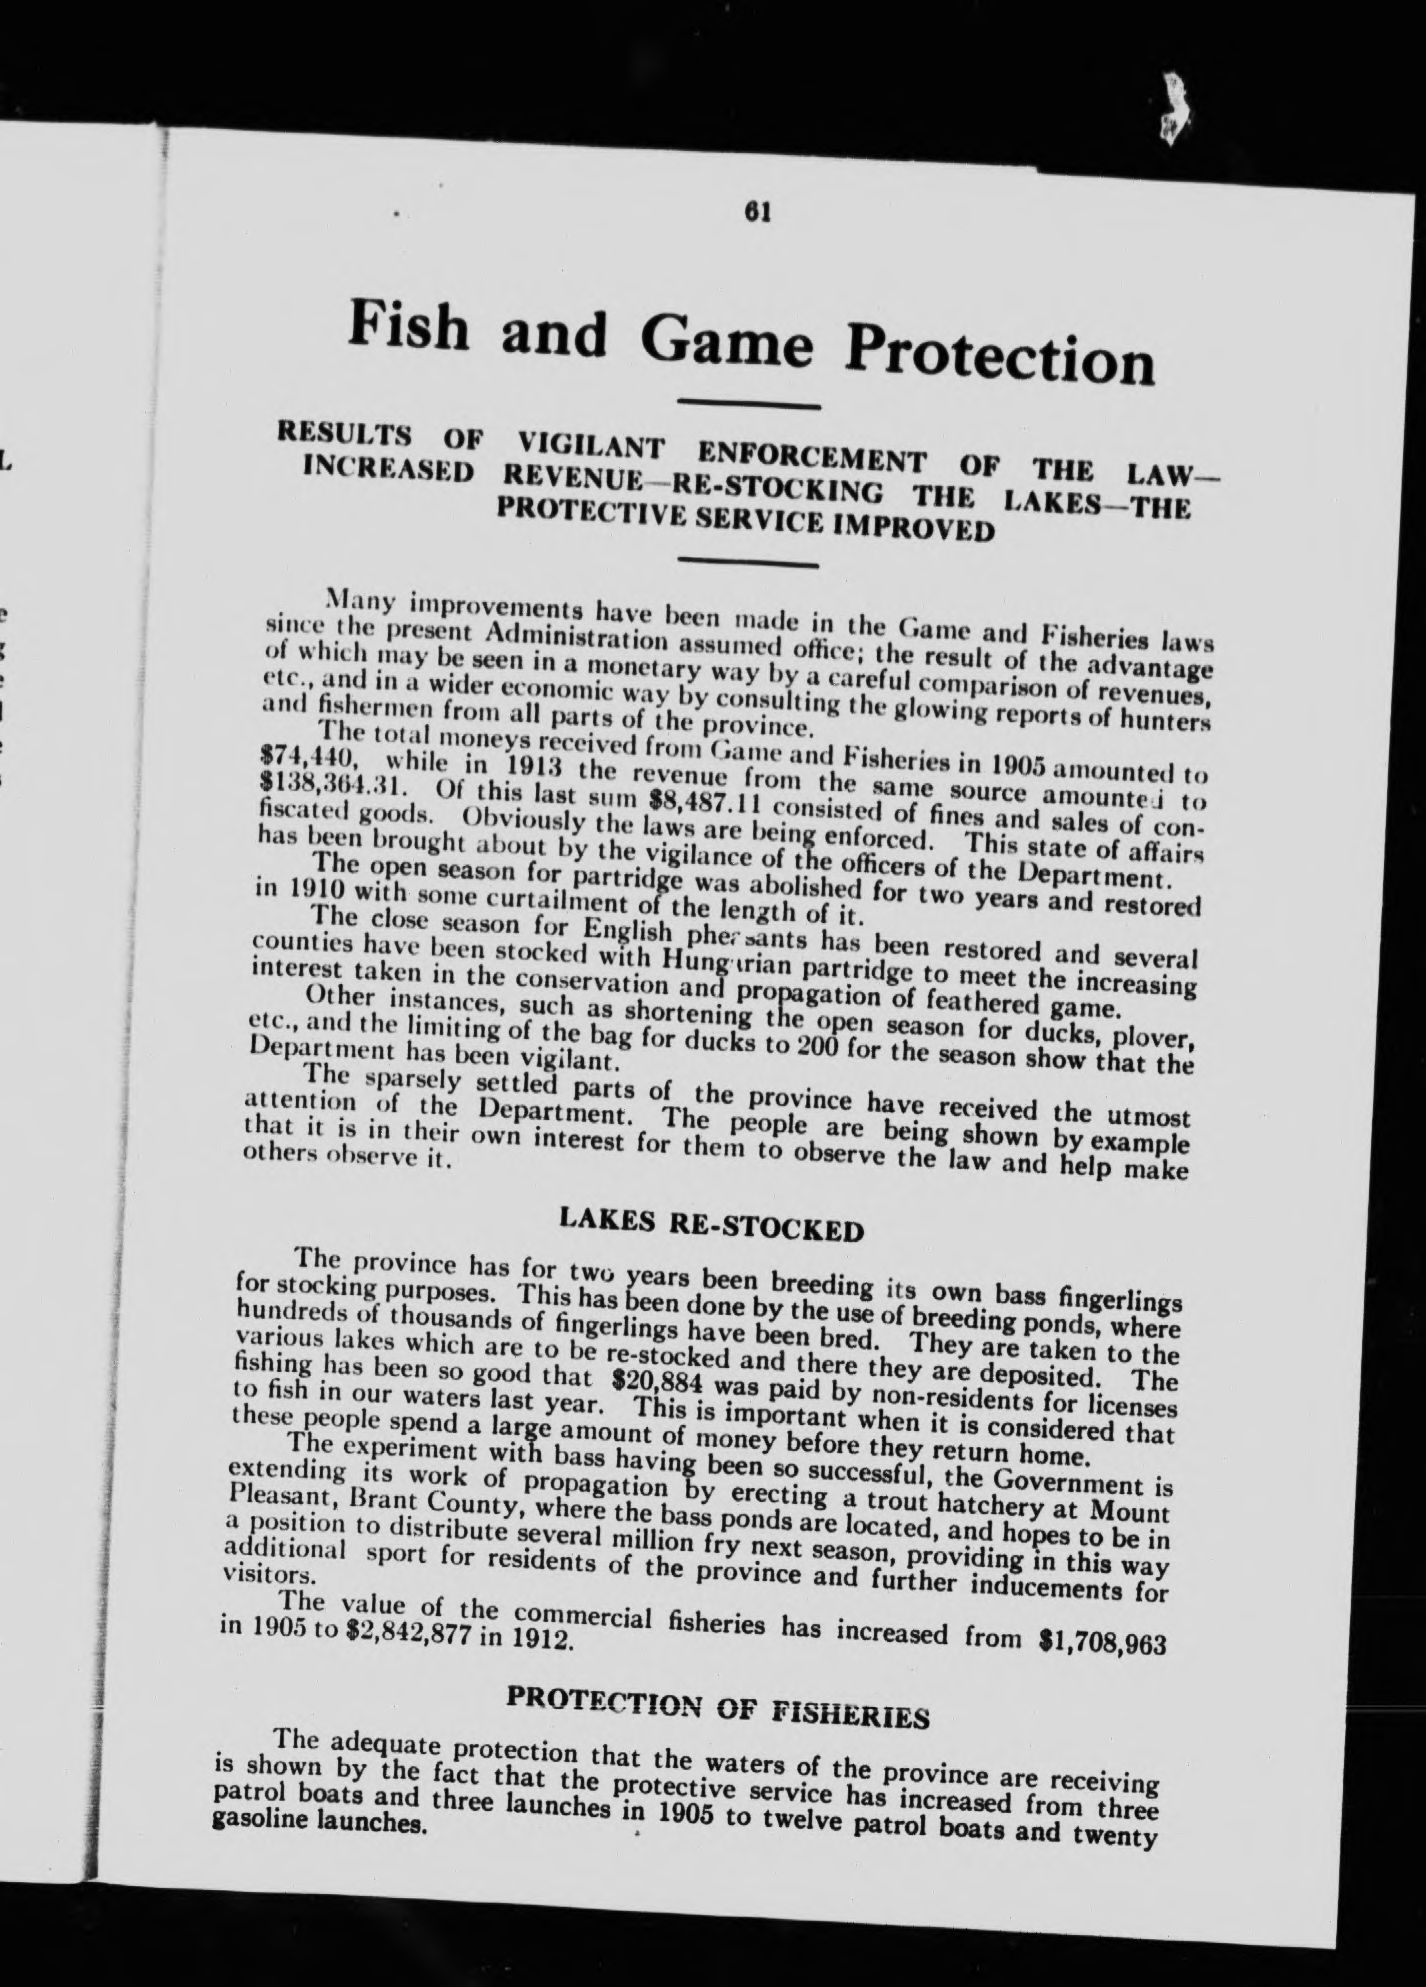 61
Fish and Game Protection
RESULTS OF VIGILANT ENFORCEMENT OF THE LAW—
INCREASED REVENUE—RE-STOCKING THE LAKES—THE
PROTECTIVE SERVICE IMPROVED
Many improvements have been made in the Game and Fisheries laws
since the present Administration assumed office; the result of the advantage
of which may be seen in a monetary way by a careful comparison of revenues,
etc., and in a wider economic way by consulting the glowing reports of hunters
and fishermen from all parts of the province.
The total moneys received from Game and Fisheries in 1905 amounted to
$74,440, while in 1913 the revenue from the same source amounted to
$138,364.31. Of this last sum $8,487.11 consisted of fines and sales of con-
fiscated goods. Obviously the laws are being enforced. This state of affairs
has been brought about by the vigilance of the officers of the Department.
The open season for partridge was abolished for two years and restored
in 1910 with some curtailment of the length of it.
The close season for English pheasants has been restored and several
counties have been stocked with Hungarian partridge to meet the increasing
interest taken in the conservation and propagation of feathered game.
Other instances, such as shortening the open season for ducks, plover,
etc., and the limiting of the bag for ducks to 200 for the season show that the
Department has been vigilant.
The sparsely settled parts of the province have received the utmost
attention of the Department. The people are being shown by example
that it is in their own interest for them to observe the law and help make
others observe it.
LAKES RE-STOCKED
The province has for two years been breeding its own bass fingerlings
for stocking purposes. This has been done by the use of breeding ponds, where
hundreds of thousands of fingerlings have been bred. They are taken to the
various lakes which are to be re-stocked and there they are deposited. The
fishing has been so good that $20,884 was paid by non-residents for licenses
to fish in our waters last year. This is important when it is considered that
these people spend a large amount of money before they return home.
The experiment with bass having been so successful, the Government is
extending its work of propagation by erecting a trout hatchery at Mount
Pleasant, Brant County, where the bass ponds are located, and hopes to be in
a position to distribute several million fry next season, providing in this way
additional sport for residents of the province and further inducements for
visitors.
The value of the commercial fisheries has increased from $1,708,963
in 1905 to $2,842,877 in 1912.
PROTECTION OF FISHERIES
The adequate protection that the waters of the province are receiving
is shown by the fact that the protective service has increased from three
patrol boats and three launches in 1905 to twelve patrol boats and twenty
gasoline launches.